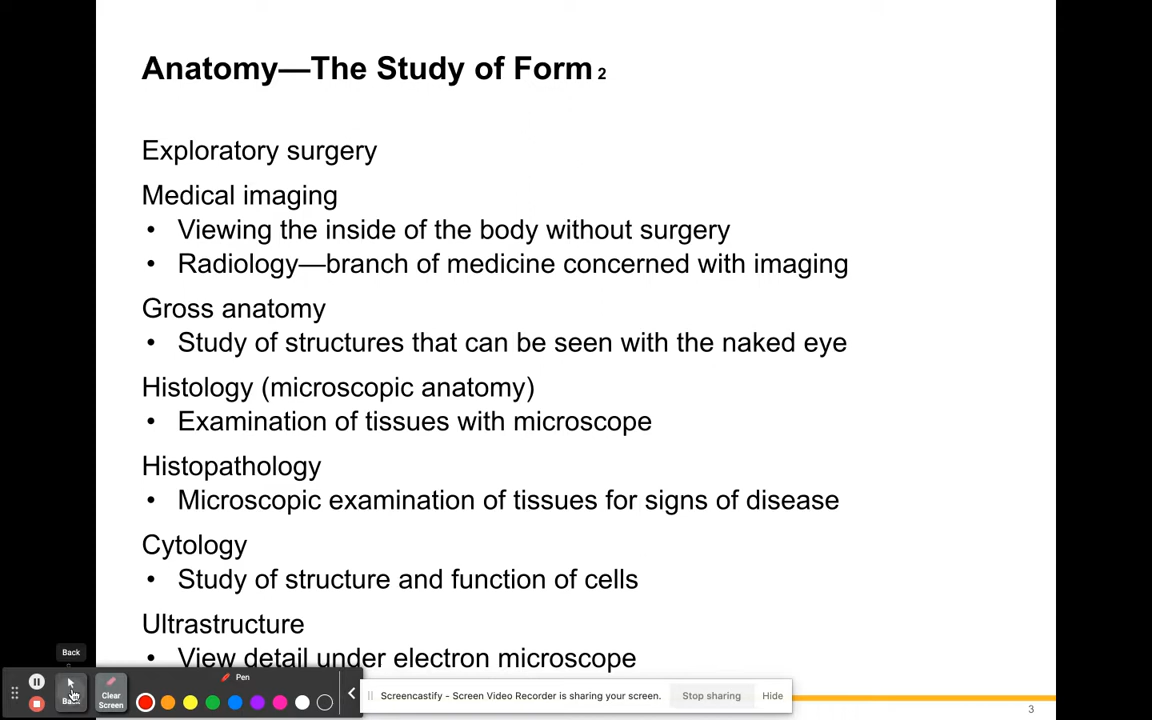 Anatomy—The Study of Form 2
Exploratory surgery
Medical imaging
• Viewing the inside of the body without surgery
• Radiology—branch of medicine concerned with imaging
Gross anatomy
• Study of structures that can be seen with the naked eye
Histology (microscopic anatomy)
• Examination of tissues with microscope
Histopathology
• Microscopic examination of tissues for signs of disease
Cytology
• Study of structure and function of cells
Ultrastructure
• View detail under electron microscope
Back
Pen
Clear
Screen
Screencastify - Screen Video Recorder is sharing your screen.
Stop sharing
Hide
3